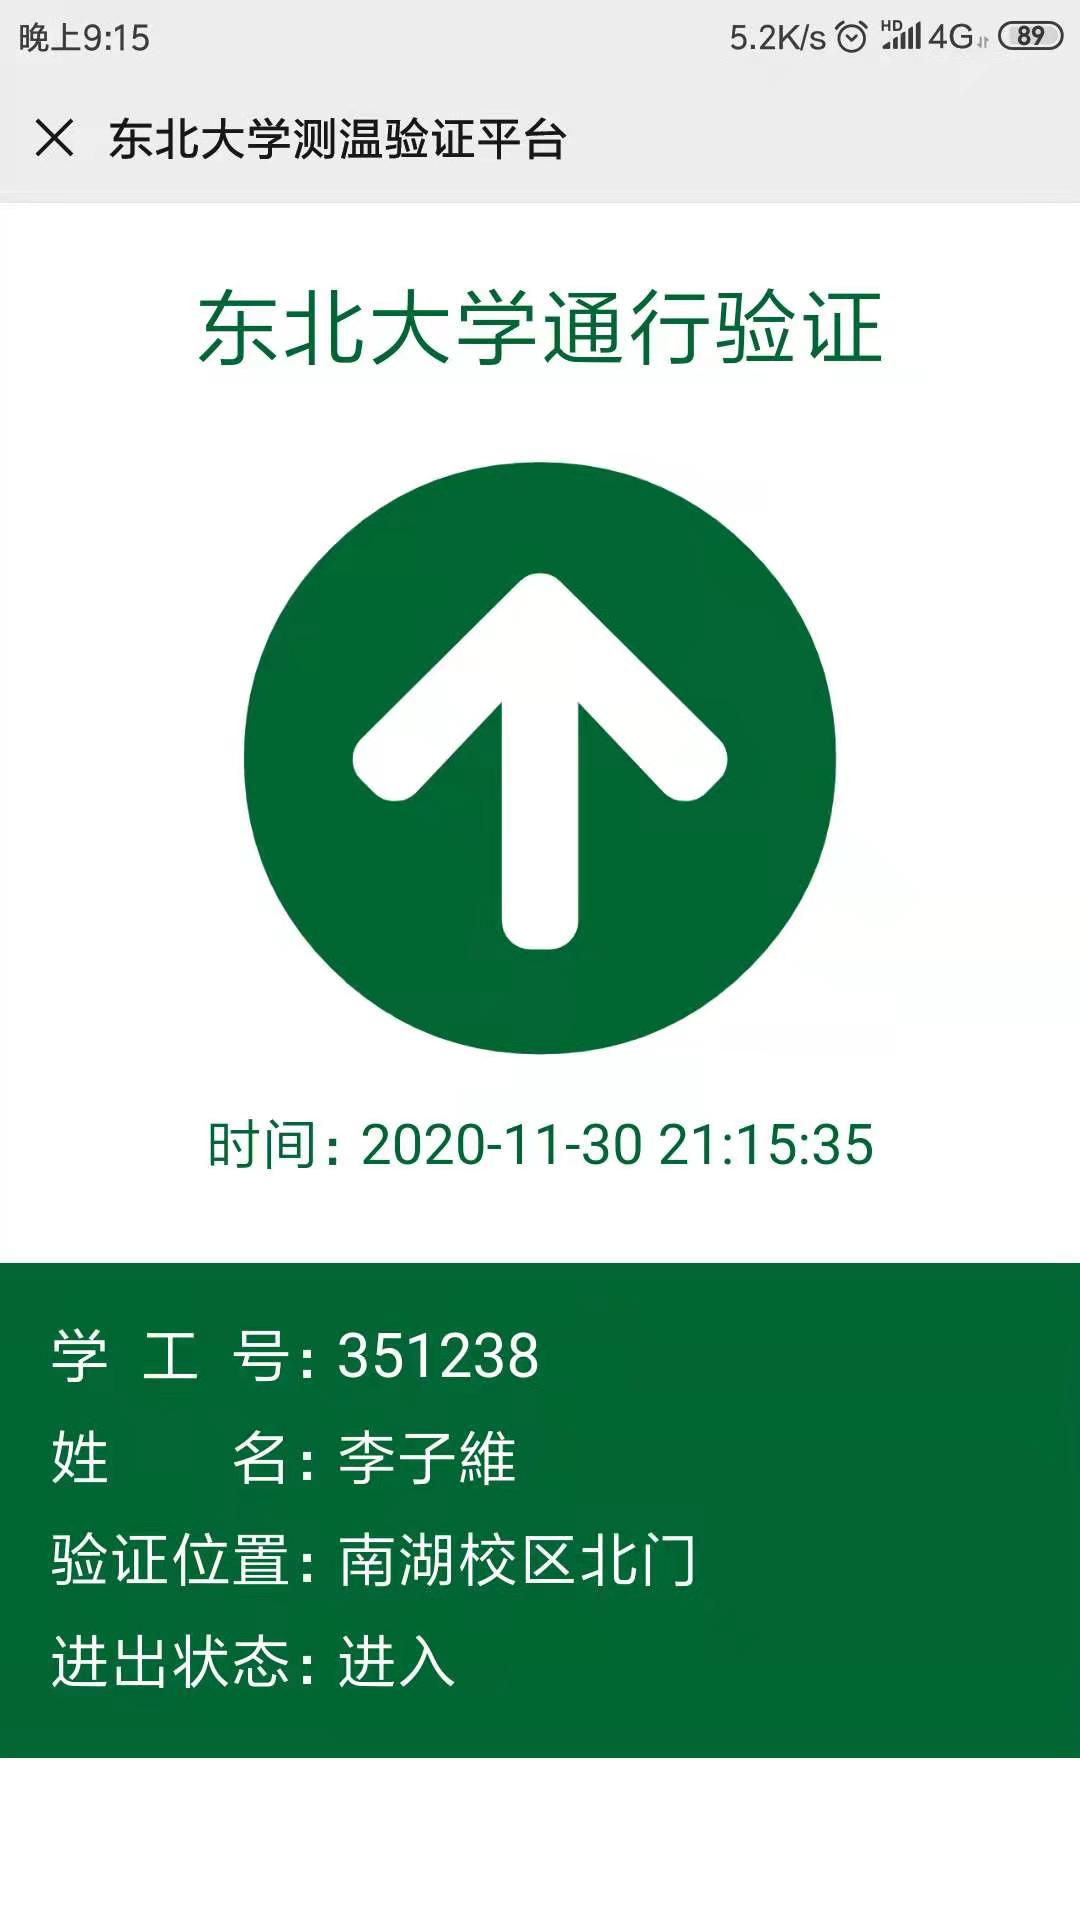 晚上9:15 5.2K/s HD 4G 89
东北大学测温验证平台
东北大学通行验证
时间: 2020-11-30 21:15:35
学工号: 351238
姓名: 李子維
验证位置: 南湖校区北门
进出状态: 进入